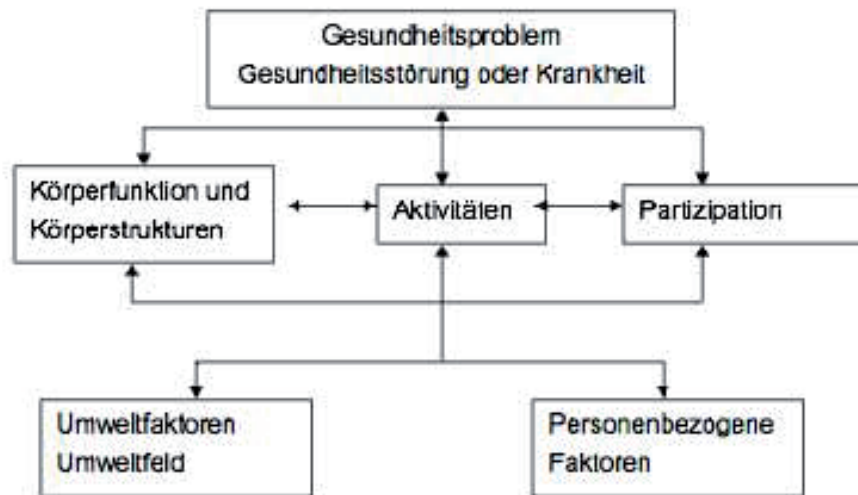 Gesundheitsproblem
Gesundheitsstörung oder Krankheit
Körperfunktion und
Körperstrukturen
Aktivitäten
Partizipation
Umweltfaktoren
Umweltfeld
Personenbezogene
Faktoren